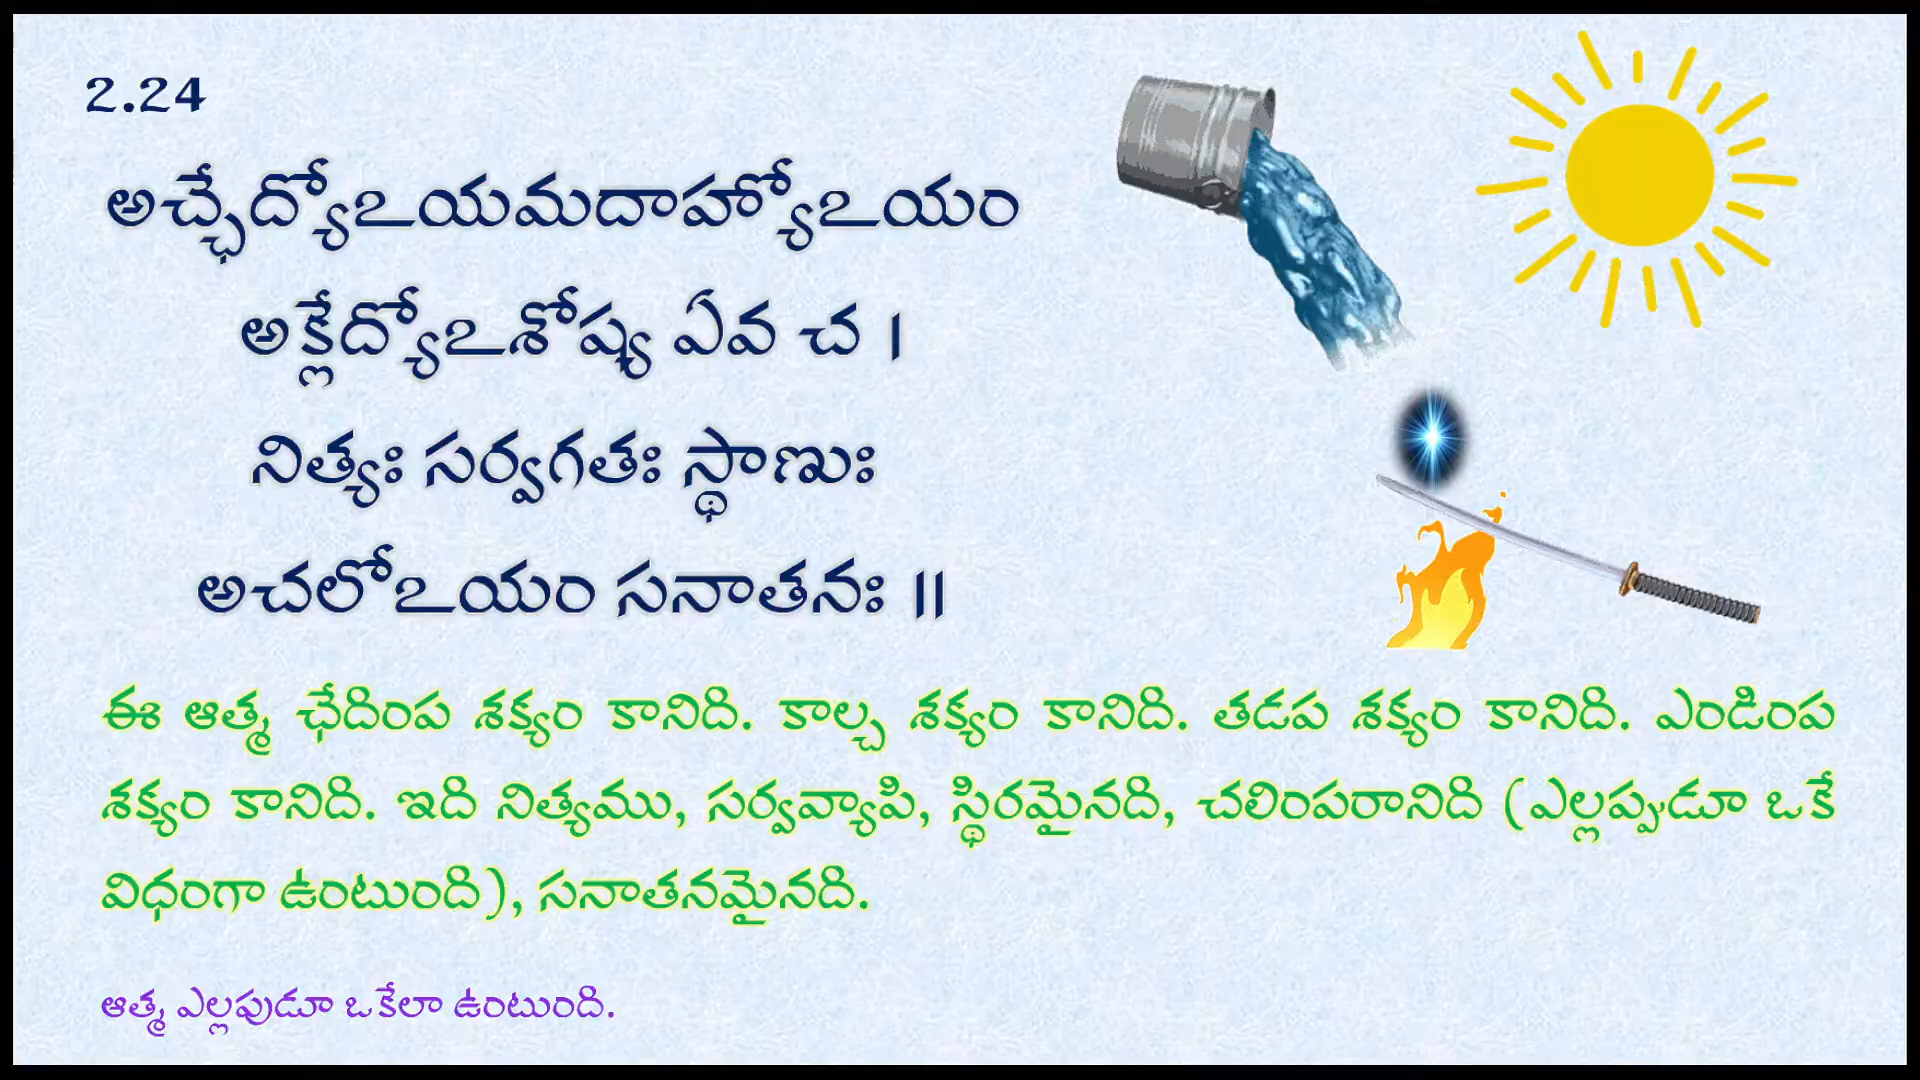 2.24
అచ్ఛేద్యోఽయమదాహ్యోఽయం
అక్లేద్యోఽశోష్య ఏవ చ ।
నిత్యః సర్వగతః స్థాణుః
అచలోఽయం సనాతనః ॥
ఈ ఆత్మ ఛేదింప శక్యం కానిది. కాల్చ శక్యం కానిది. తడప శక్యం కానిది. ఎండింప
శక్యం కానిది. ఇది నిత్యము, సర్వవ్యాపి, స్థిరమైనది, చలింపరానిది (ఎల్లప్పుడూ ఒకే
విధంగా ఉంటుంది), సనాతనమైనది.
ఆత్మ ఎల్లపుడూ ఒకేలా ఉంటుంది.